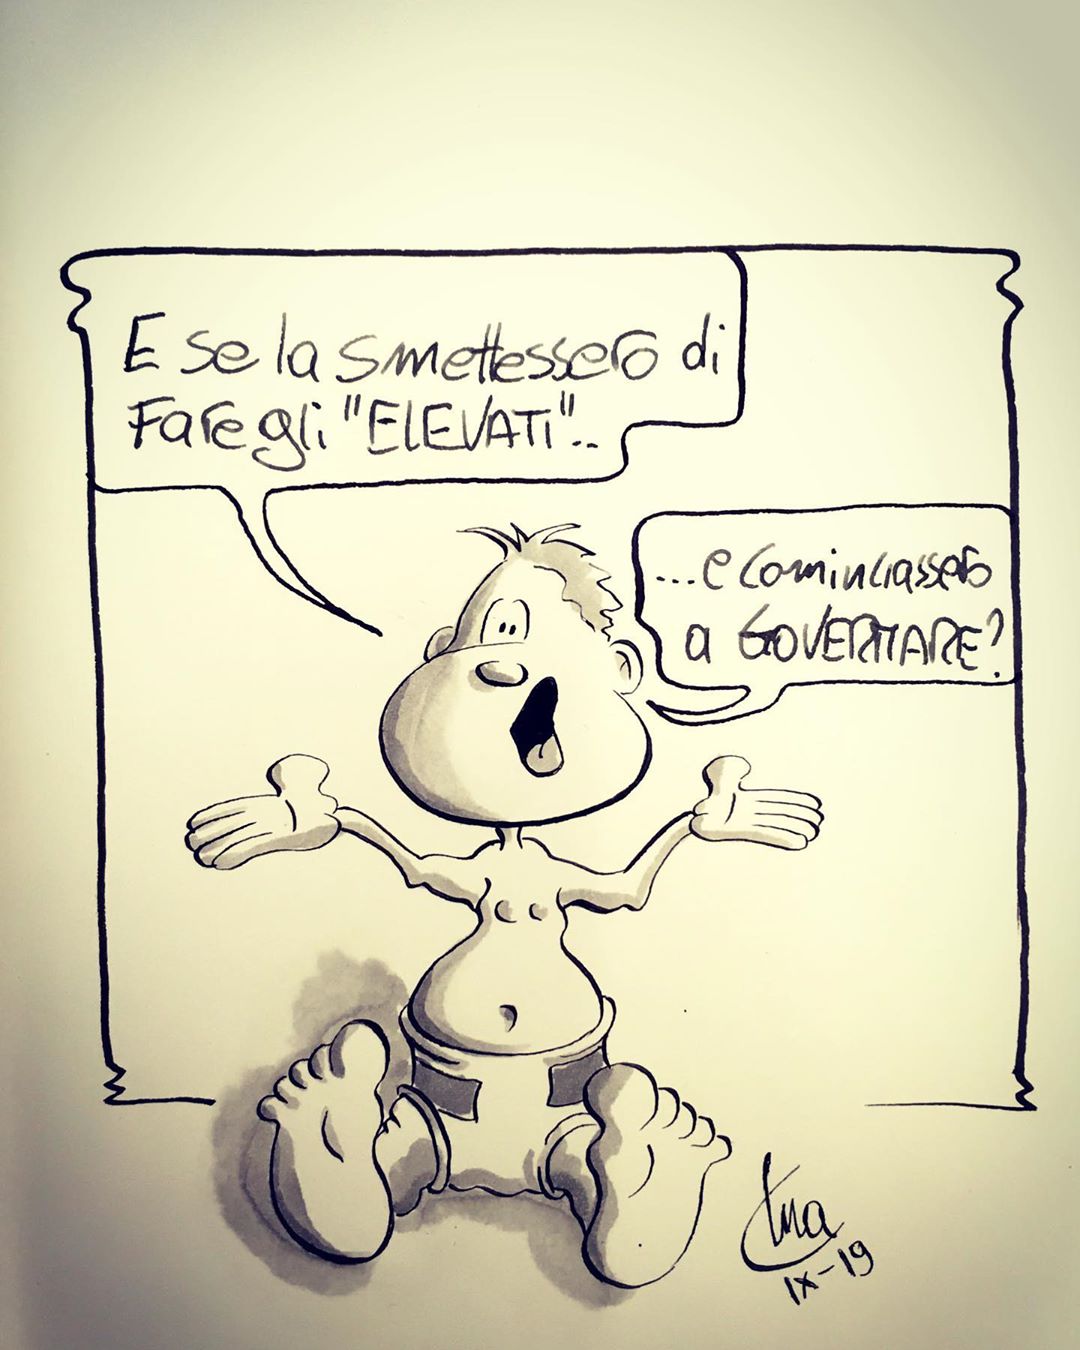 E se la smettessero di
fare gli "ELEVATI"..
...e cominciassero
a GOVERNARE?
IX-19